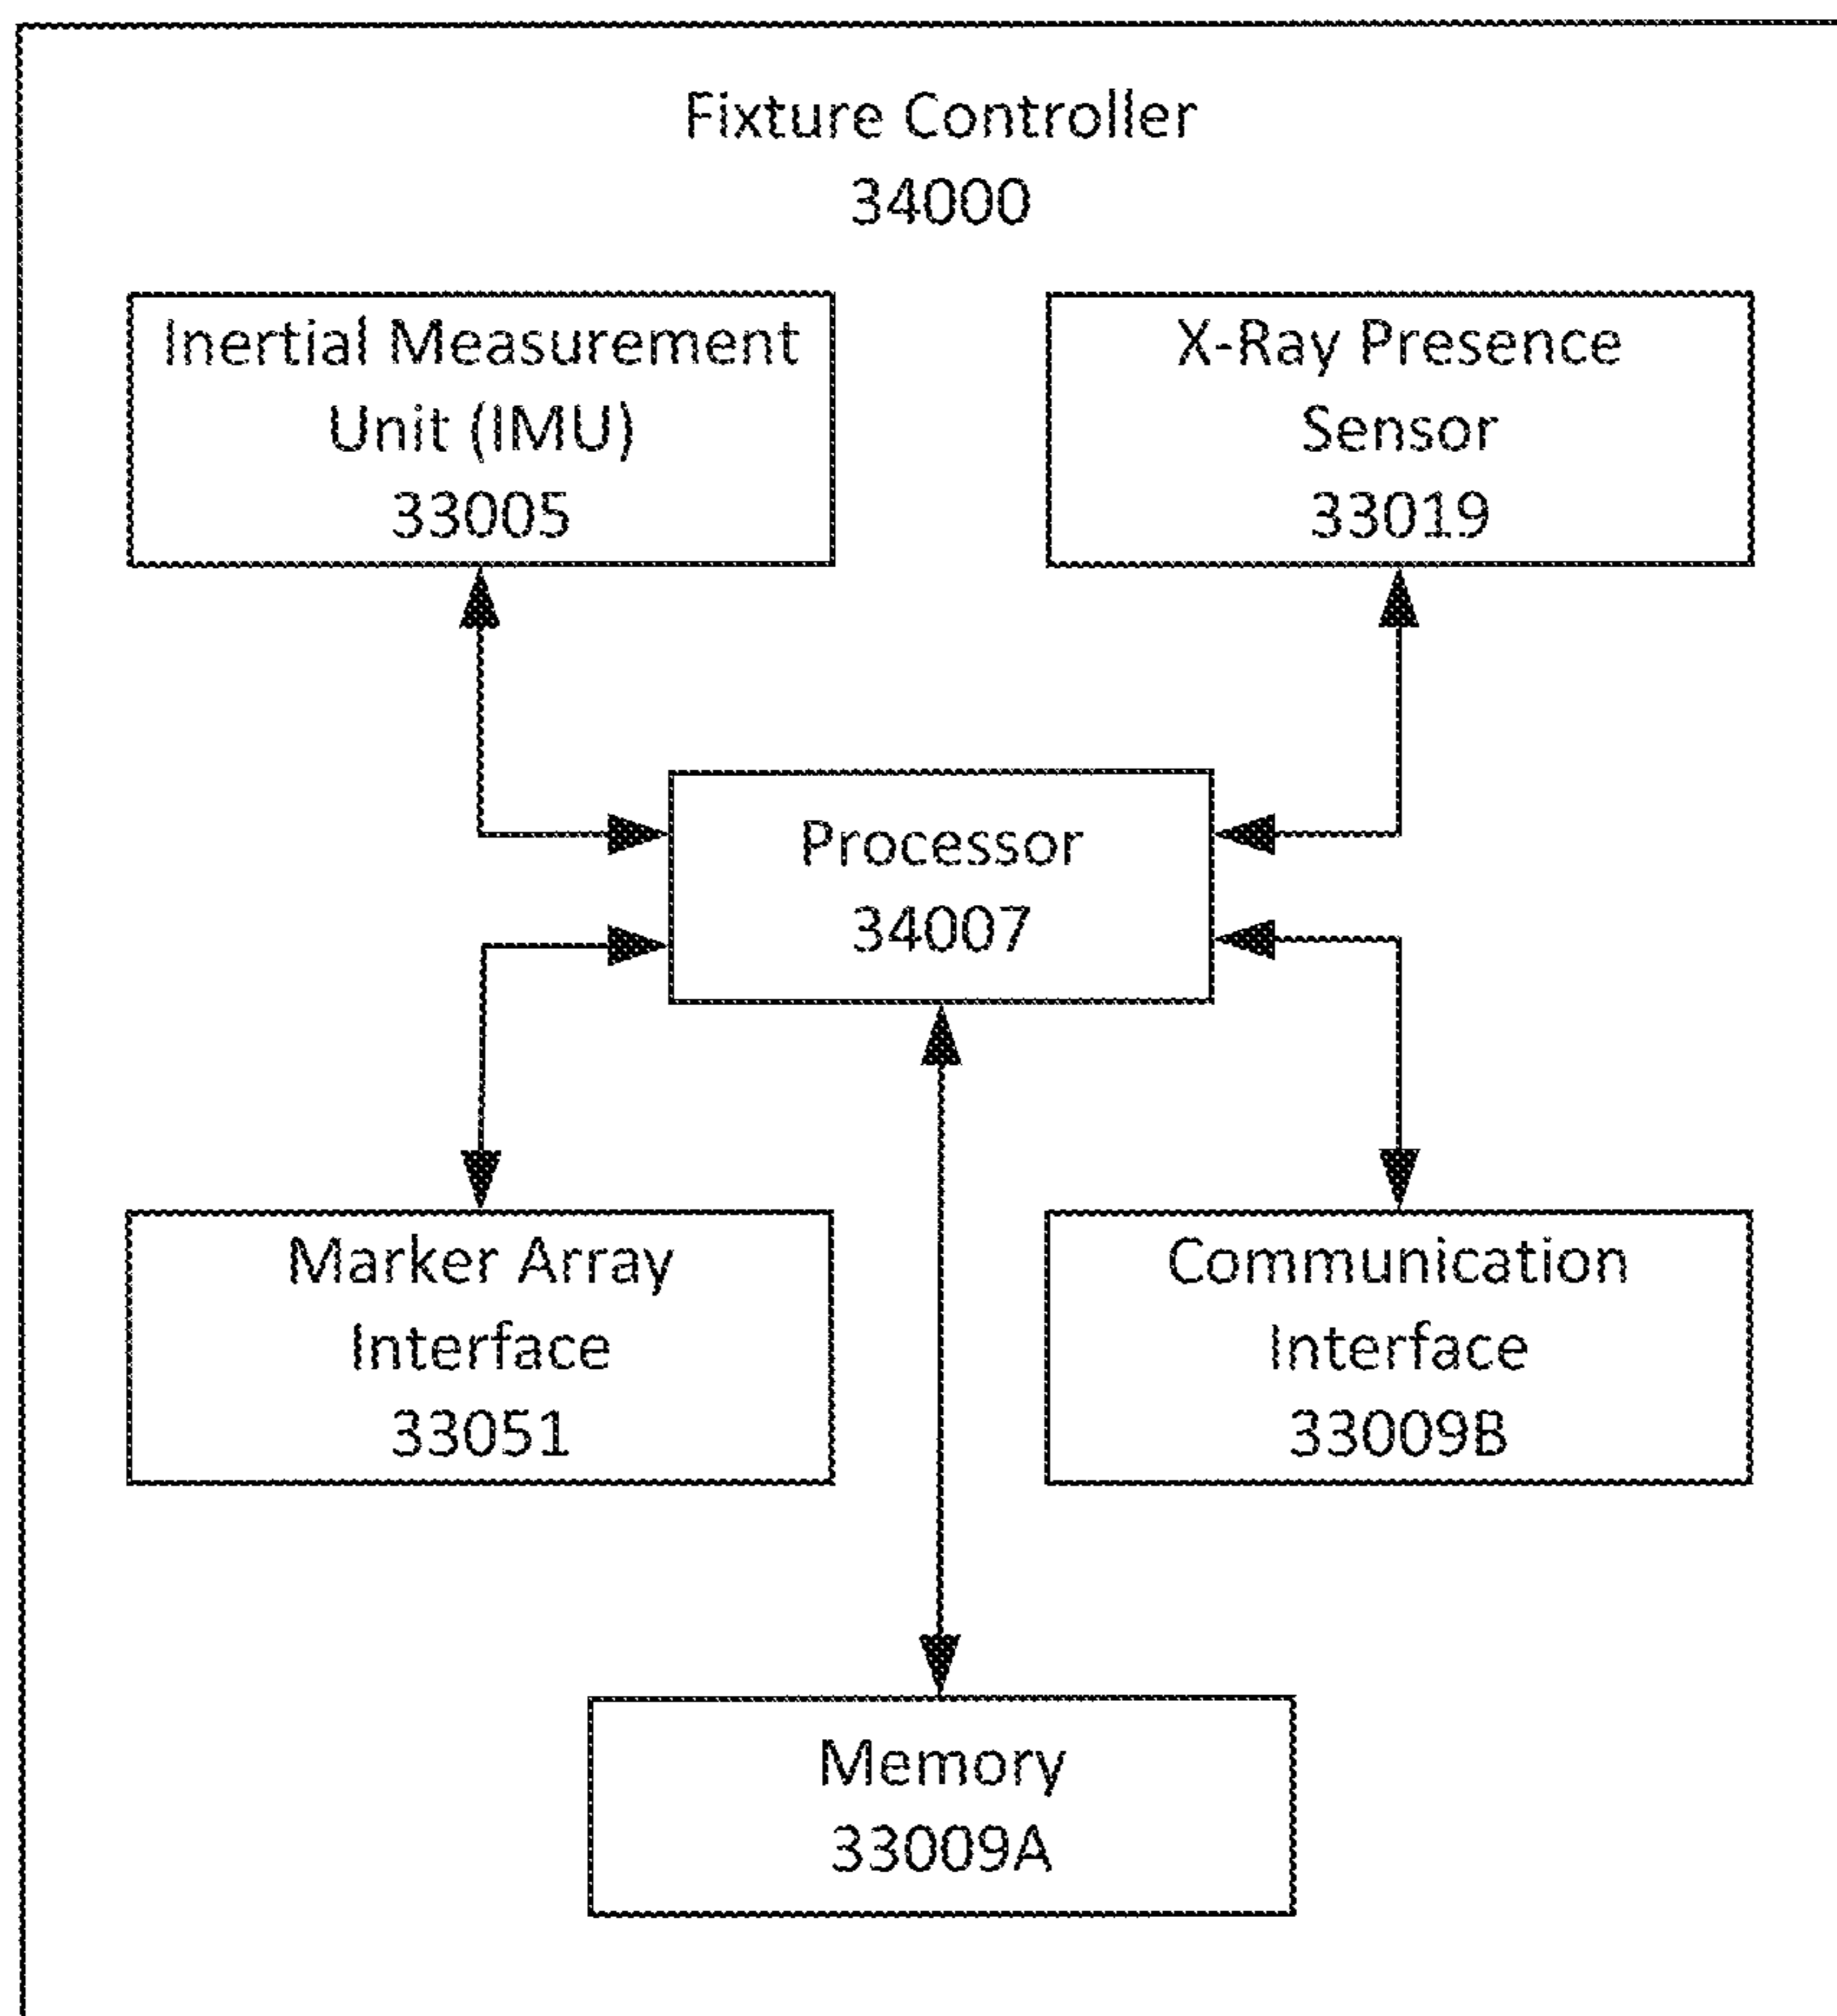 Fixture Controller
34000
Inertial Measurement
Unit (IMU)
33005
X-Ray Presence
Sensor
33019
Processor
34007
Marker Array
Interface
33051
Communication
Interface
33009B
Memory
33009A